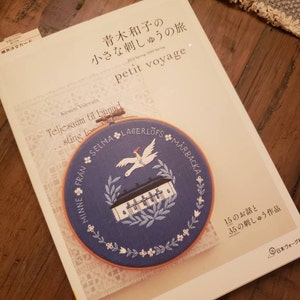 青木和子の
小さな刺しゅうの旅
petit voyage
MINNE FRÅN SELMA LAGERLÖFS MÅRBACKA
15のお話と
35の刺しゅう作品
日本ヴォーグ社